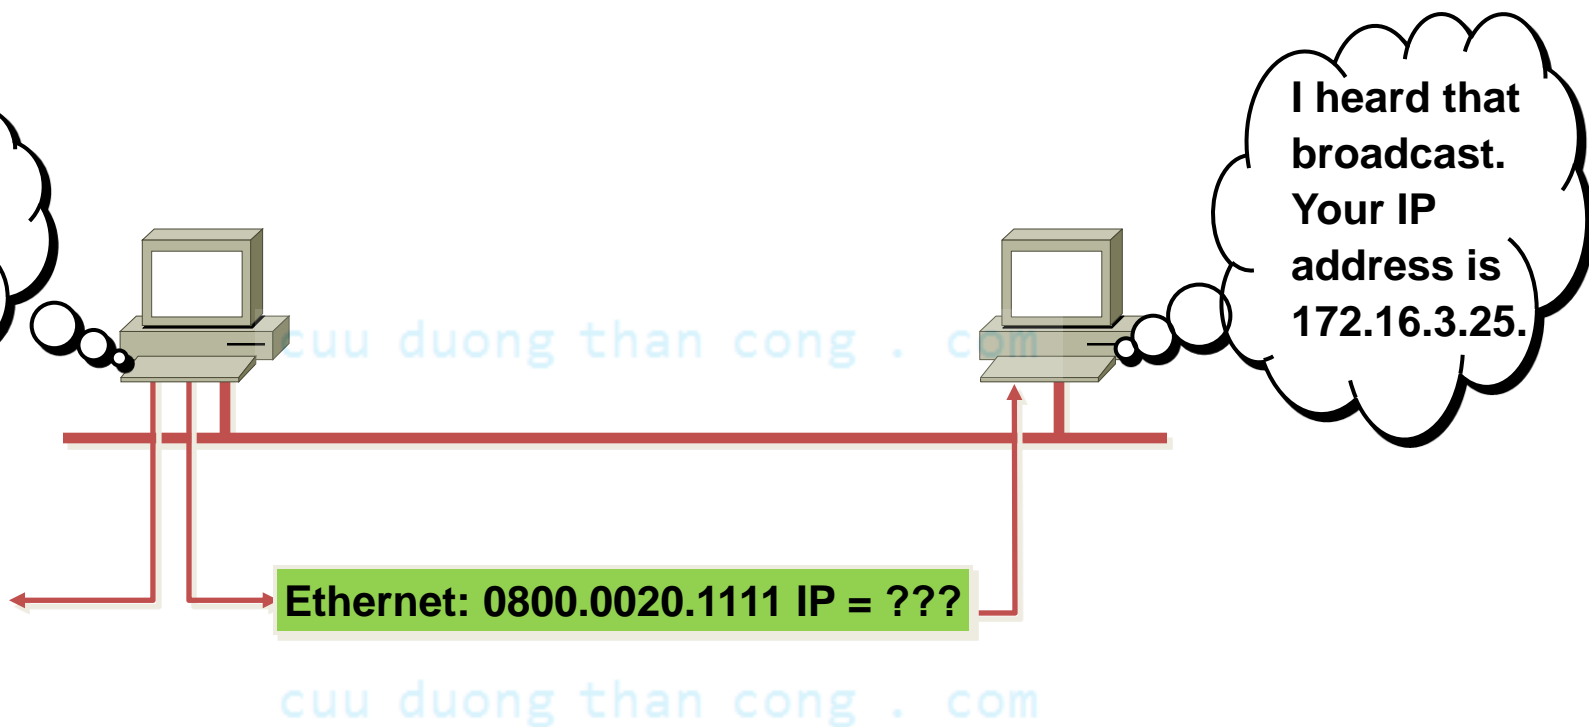 I heard that
broadcast.
Your IP
address is
172.16.3.25.
cuu duong than cong . com
Ethernet: 0800.0020.1111 IP = ???
cuu duong than cong . com